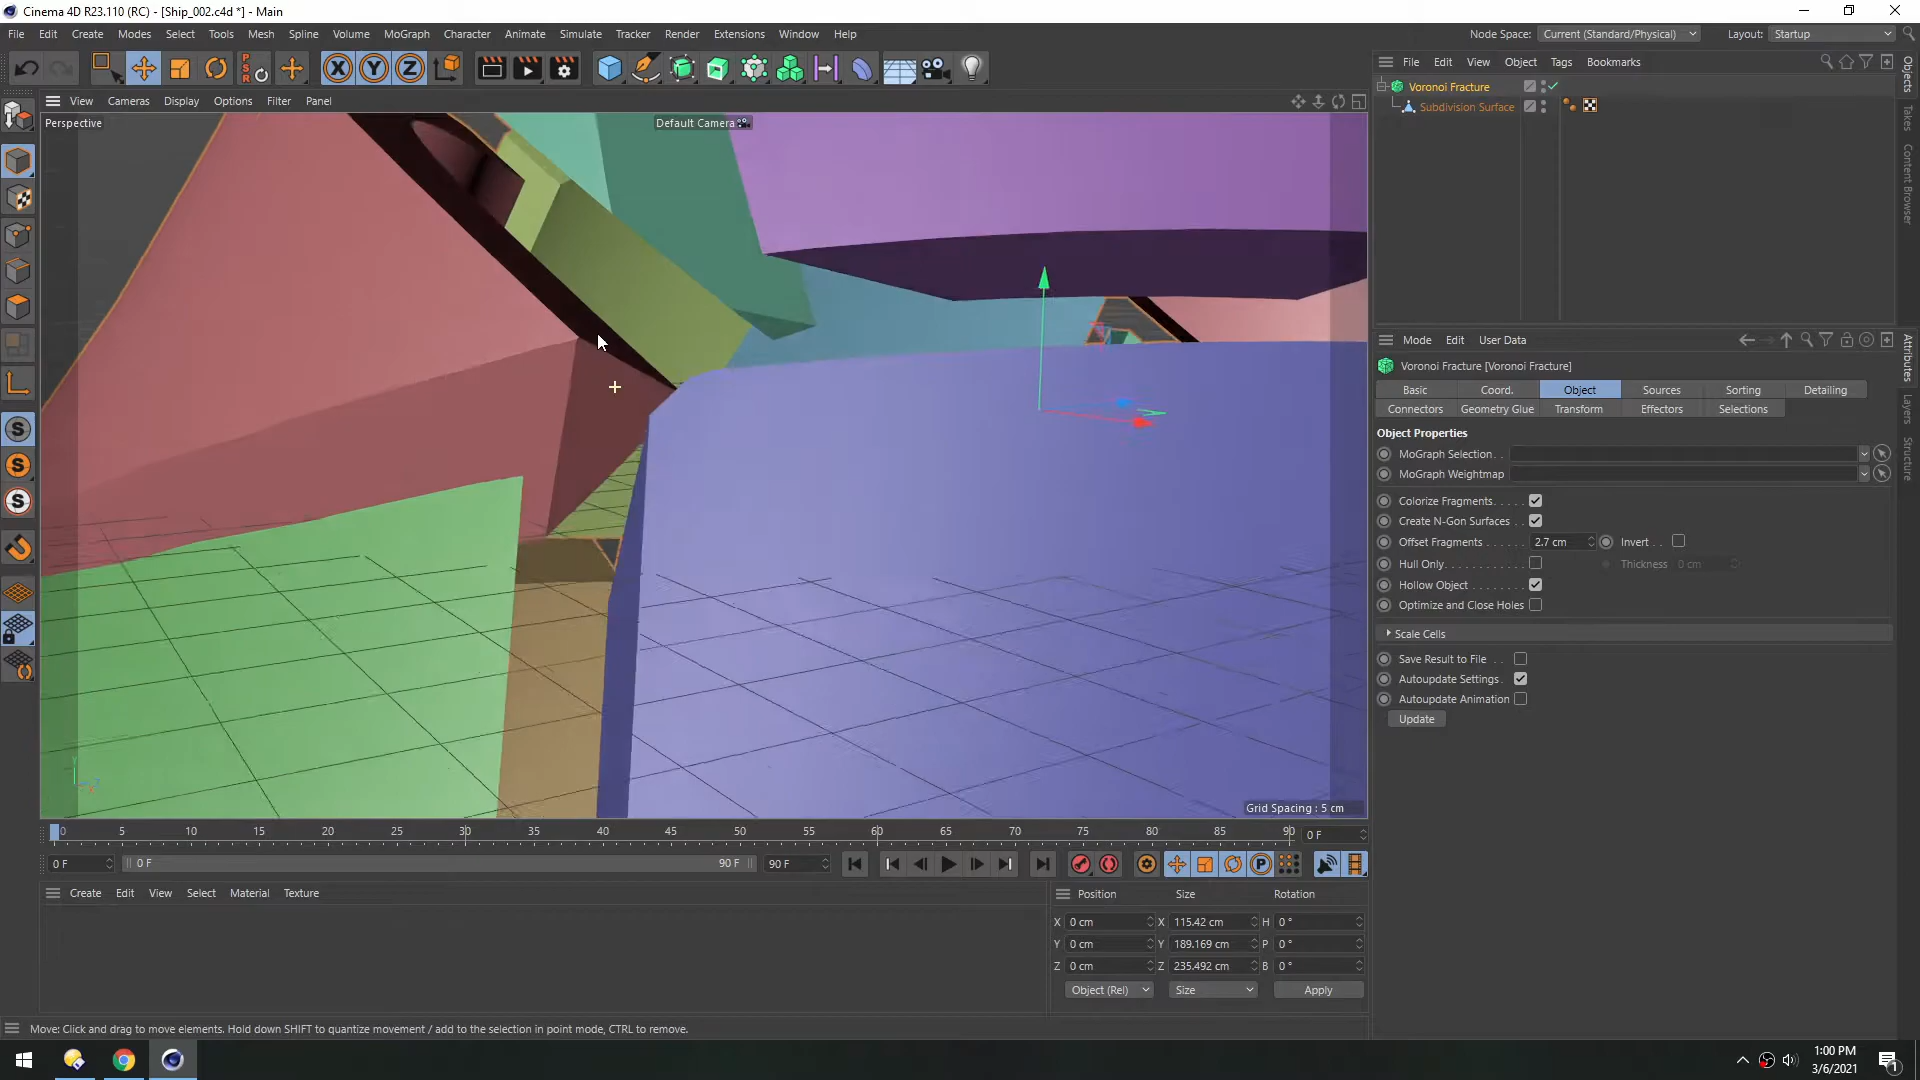 Cinema 4D R23.110 (RC) - [Ship_002.c4d *] - Main
File Edit Create Modes Select Tools Mesh Spline Volume MoGraph Character Animate Simulate Tracker Render Extensions Window Help
Node Space: Current (Standard/Physical) Layout: Startup
PSR X Y Z
View Cameras Display Options Filter Panel
File Edit View Object Tags Bookmarks
Perspective
Default Camera
Voronoi Fracture
Subdivision Surface
Objects
Takes
Content Browser
Mode Edit User Data
Voronoi Fracture [Voronoi Fracture]
Basic Coord. Object Sources Sorting Detailing
Connectors Geometry Glue Transform Effectors Selections
Object Properties
MoGraph Selection . .
MoGraph Weightmap
Colorize Fragments. . . . .
Create N-Gon Surfaces . .
Offset Fragments . . . . . . 2.7 cm Invert . .
Hull Only. . . . . . . . . . . . Thickness 0 cm
Hollow Object . . . . . . . .
Optimize and Close Holes
Scale Cells
Save Result to File . .
Autoupdate Settings .
Autoupdate Animation
Update
Attributes
Layers
Structure
S
S
S
Y
Grid Spacing : 5 cm
0 5 10 15 20 25 30 35 40 45 50 55 60 65 70 75 80 85 90 0 F
0 F 0 F 90 F 90 F
P
Create Edit View Select Material Texture
Position Size Rotation
X 0 cm X 115.42 cm H 0 °
Y 0 cm Y 189.169 cm P 0 °
Z 0 cm Z 235.492 cm B 0 °
Object (Rel) Size Apply
Move: Click and drag to move elements. Hold down SHIFT to quantize movement / add to the selection in point mode, CTRL to remove.
1:00 PM
3/6/2021
1